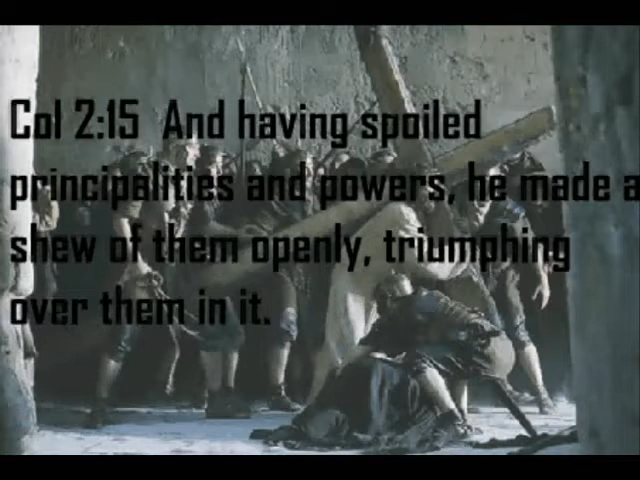 Col 2:15 And having spoiled
principalities and powers, he made a
shew of them openly, triumphing
over them in it.